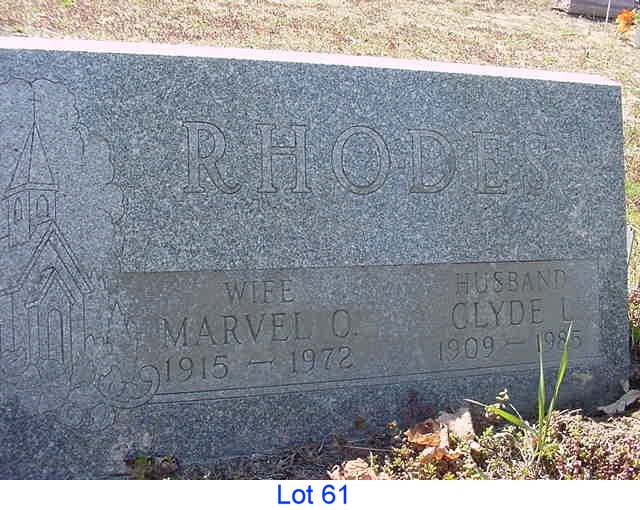 RHODES
WIFE HUSBAND
MARVEL O. CLYDE L.
1915 — 1972 1909 — 1985
Lot 61